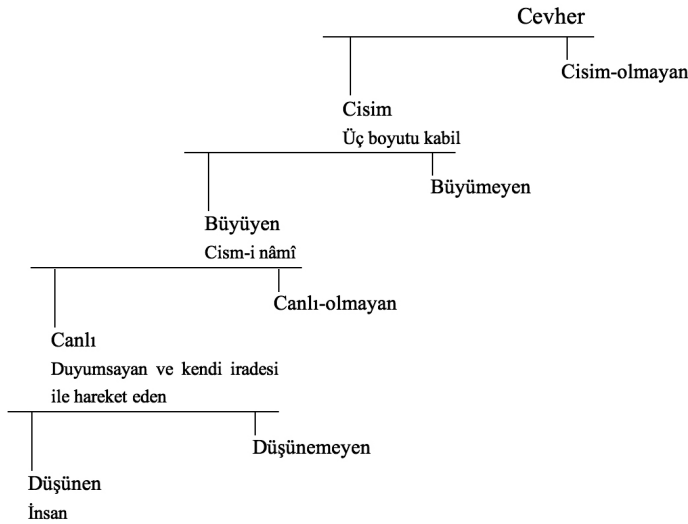 Cevher
Cisim-olmayan
Cisim
Üç boyutu kabil
Büyümeyen
Büyüyen
Cism-i nâmî
Canlı-olmayan
Canlı
Duyumsayan ve kendi iradesi
ile hareket eden
Düşünemeyen
Düşünen
İnsan